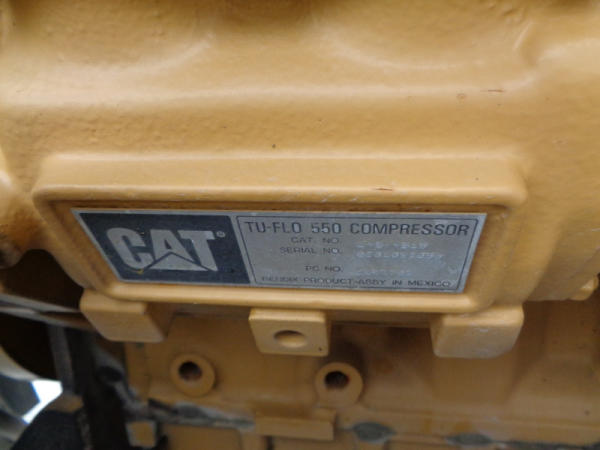 CAT
TU-FLO 550 COMPRESSOR
CAT. NO.
SERIAL NO.
PC NO.
BENDIX PRODUCT-ASSY IN MEXICO